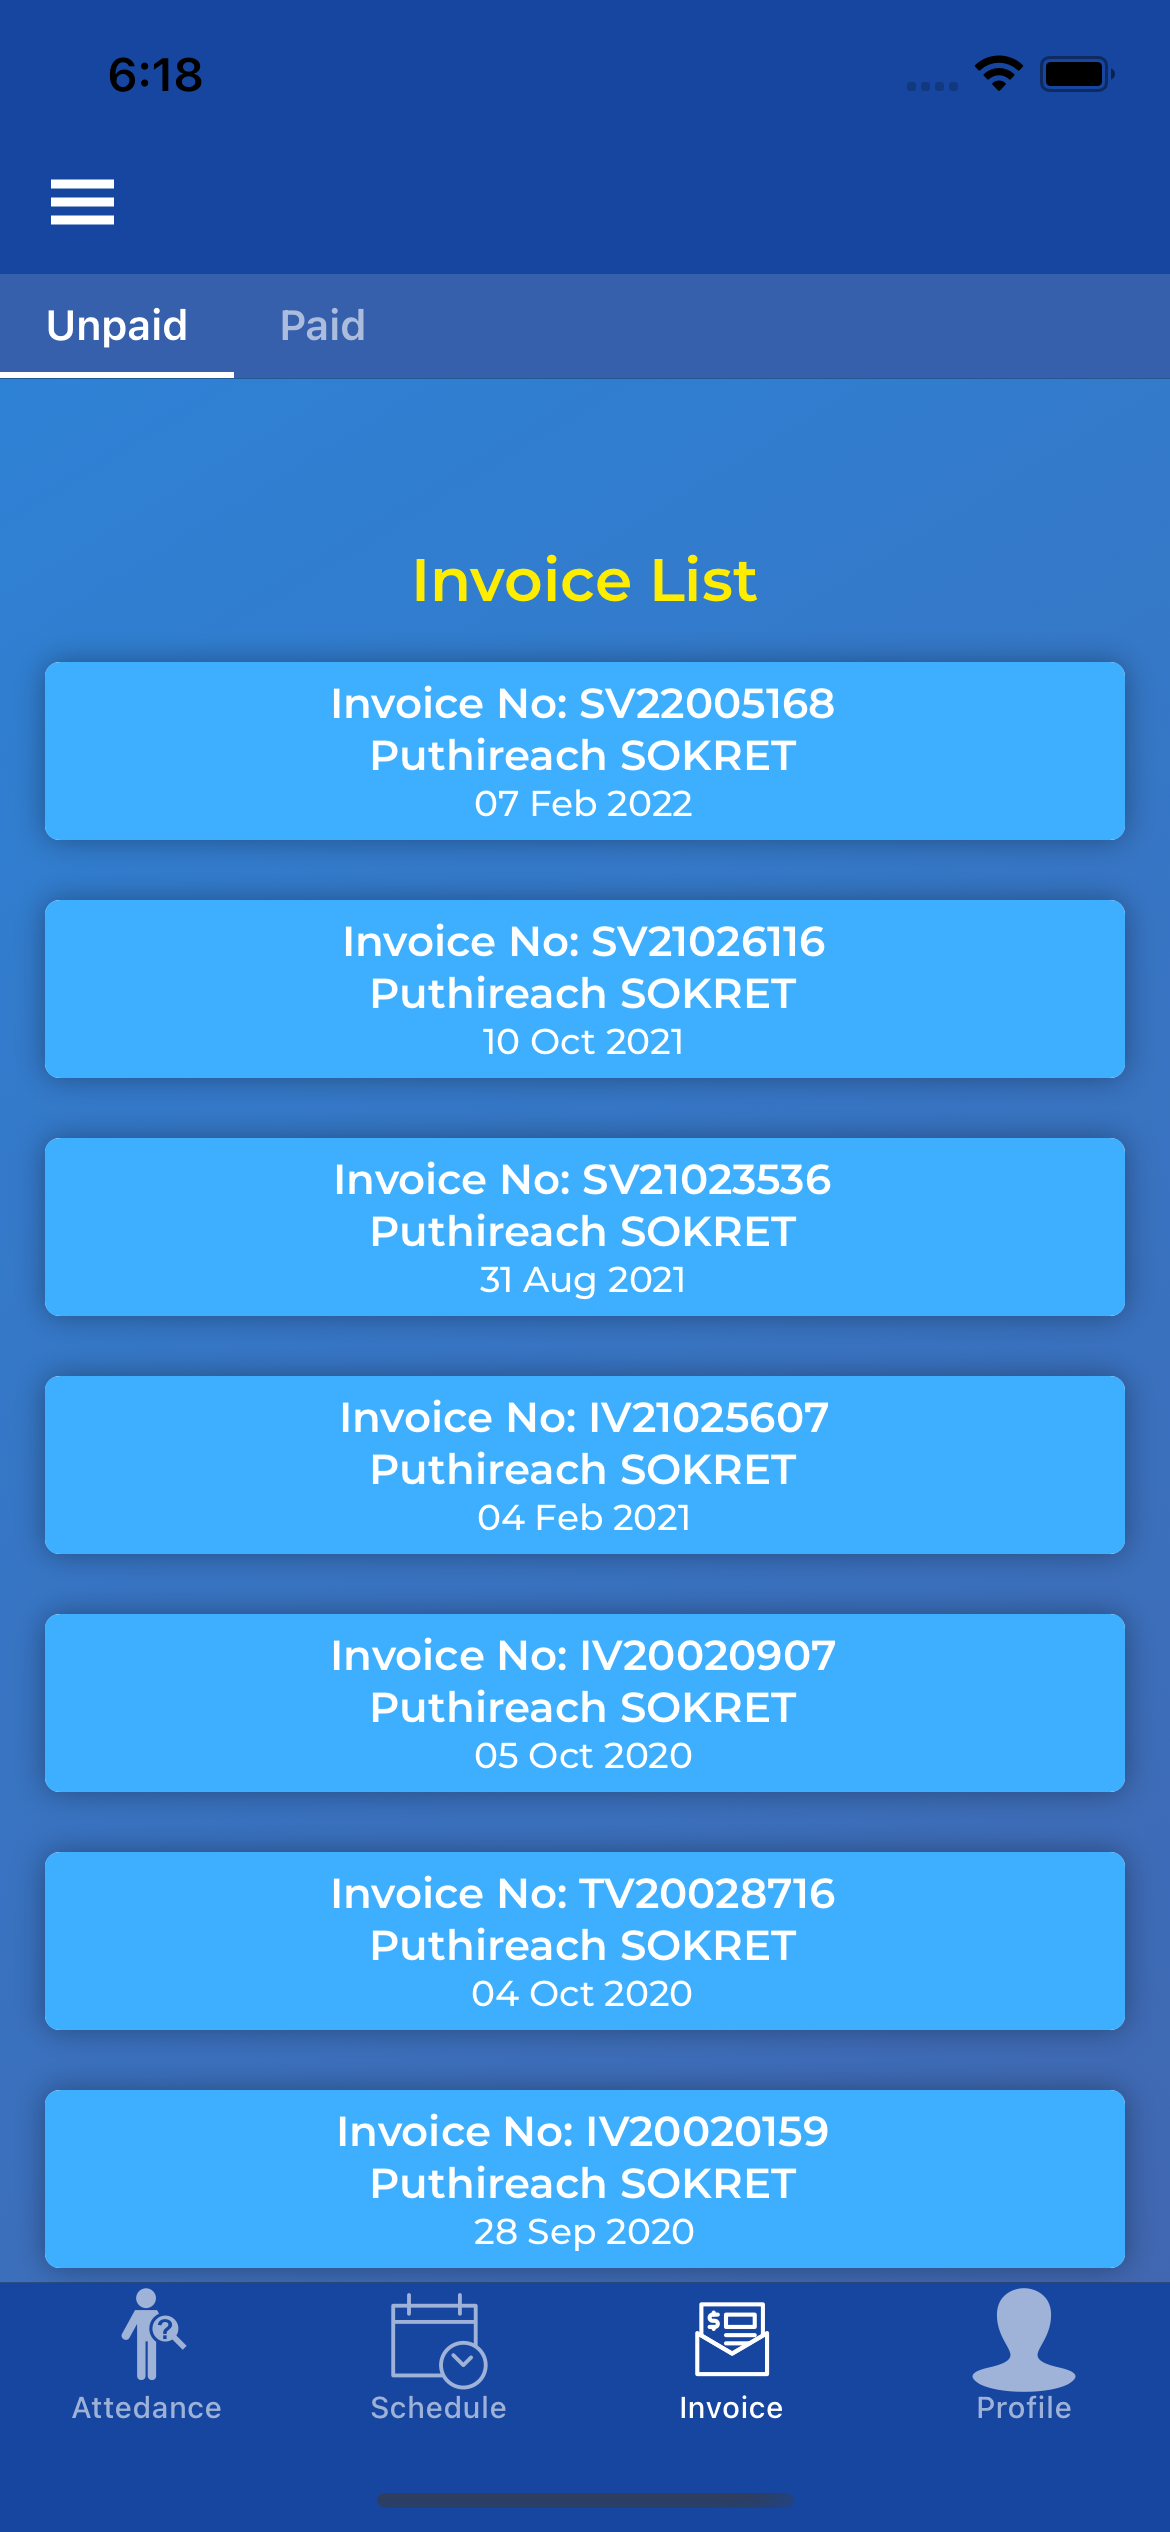 6:18
Unpaid
Paid
Invoice List
Invoice No: SV22005168
Puthireach SOKRET
07 Feb 2022
Invoice No: SV21026116
Puthireach SOKRET
10 Oct 2021
Invoice No: SV21023536
Puthireach SOKRET
31 Aug 2021
Invoice No: IV21025607
Puthireach SOKRET
04 Feb 2021
Invoice No: IV20020907
Puthireach SOKRET
05 Oct 2020
Invoice No: TV20028716
Puthireach SOKRET
04 Oct 2020
Invoice No: IV20020159
Puthireach SOKRET
28 Sep 2020
Attedance
Schedule
Invoice
Profile